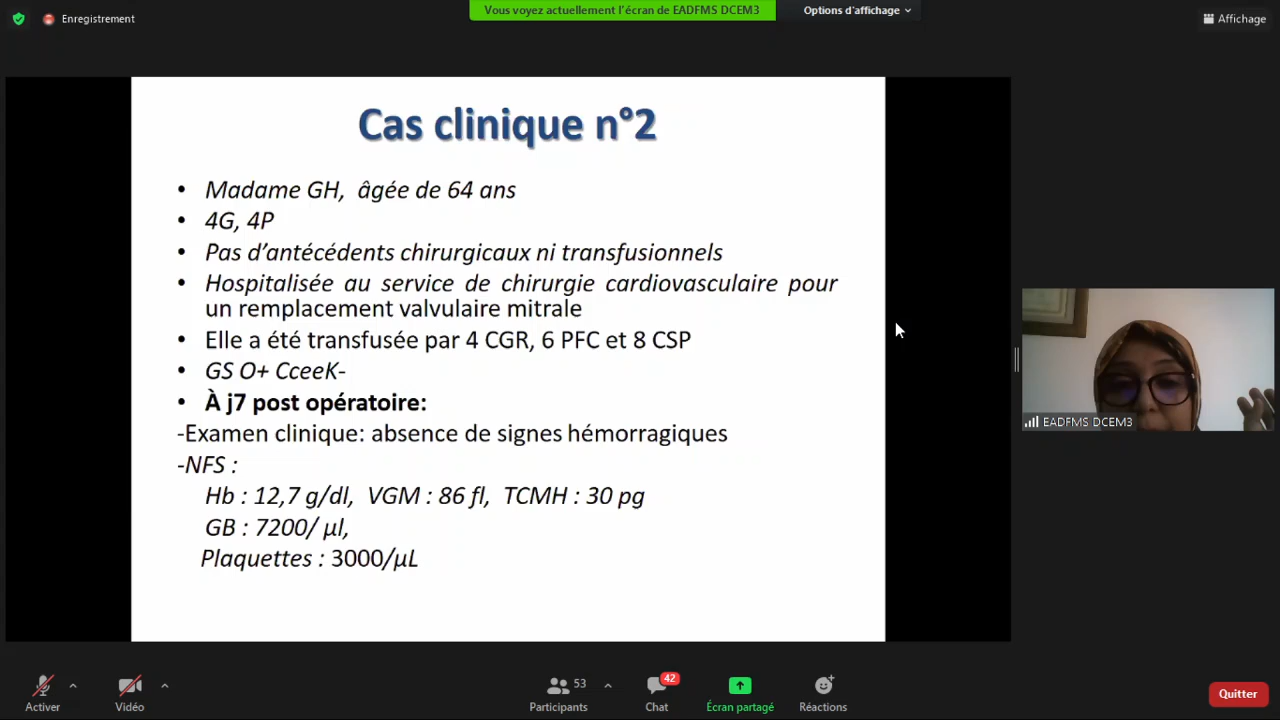 Enregistrement
Vous voyez actuellement l'écran de EADFMS DCEM3
Options d'affichage
Affichage
Cas clinique n°2
• Madame GH, âgée de 64 ans
• 4G, 4P
• Pas d’antécédents chirurgicaux ni transfusionnels
• Hospitalisée au service de chirurgie cardiovasculaire pour
un remplacement valvulaire mitrale
• Elle a été transfusée par 4 CGR, 6 PFC et 8 CSP
• GS O+ CceeK-
• À j7 post opératoire:
-Examen clinique: absence de signes hémorragiques
-NFS :
Hb : 12,7 g/dl, VGM : 86 fl, TCMH : 30 pg
GB : 7200/ µl,
Plaquettes : 3000/µL
EADFMS DCEM3
Activer
Vidéo
53
Participants
42
Chat
Écran partagé
Réactions
Quitter